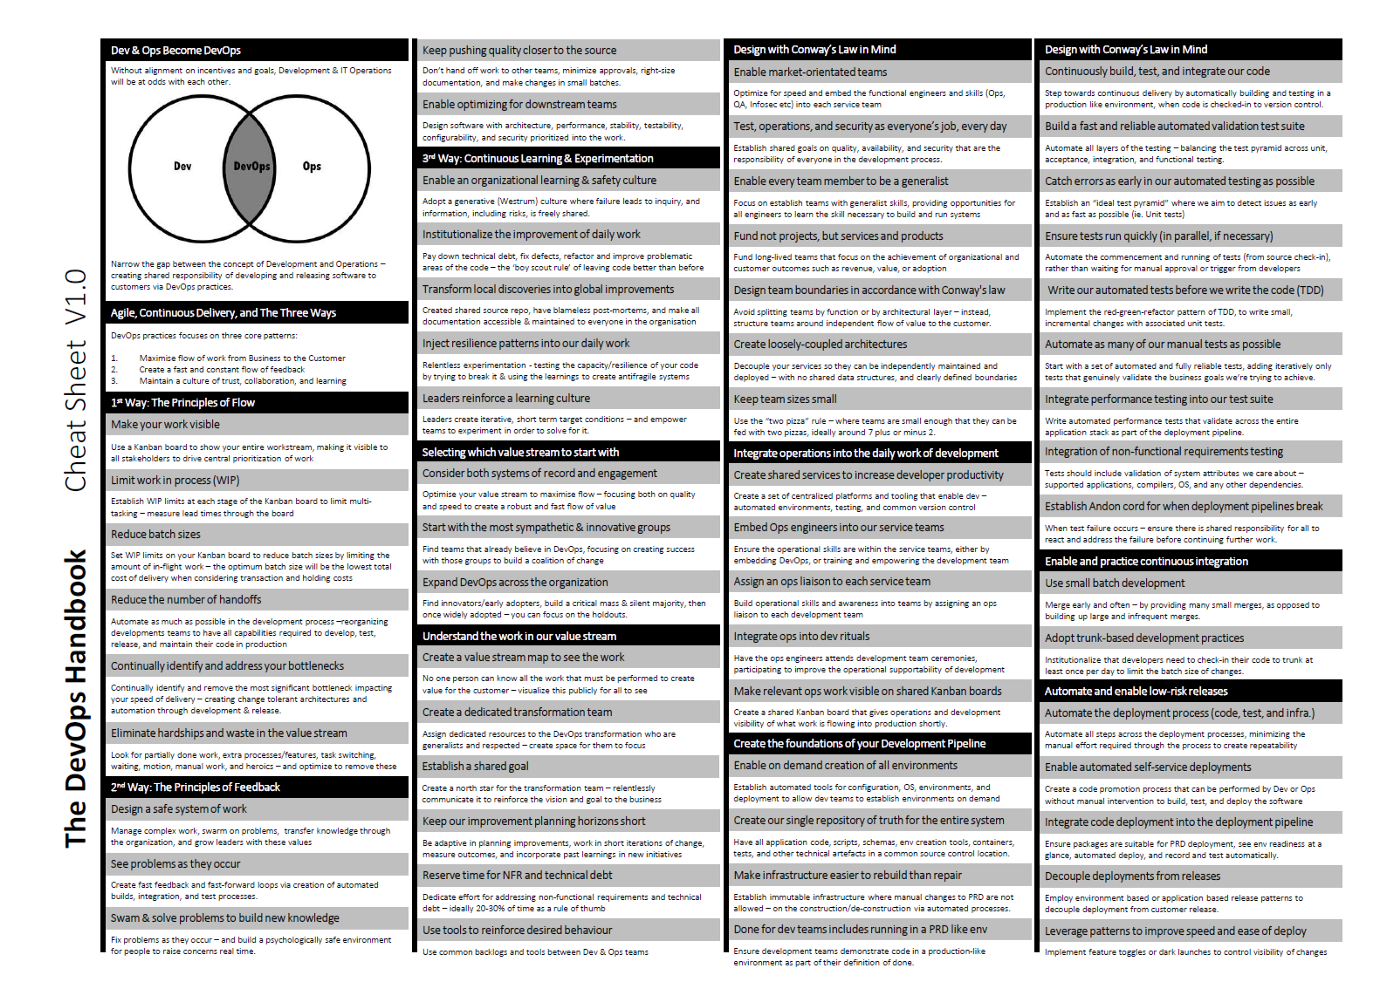 The DevOps Handbook Cheat Sheet V1.0
Dev & Ops Become DevOps
Without alignment on incentives and goals, Development & IT Operations
will be at odds with each other.
Dev DevOps Ops
Narrow the gap between the concept of Development and Operations –
creating shared responsibility of developing and releasing software to
customers via DevOps practices.
Agile, Continuous Delivery, and The Three Ways
DevOps practices focuses on three core patterns:
1. Maximise flow of work from Business to the Customer
2. Create a fast and constant flow of feedback
3. Maintain a culture of trust, collaboration, and learning
1st Way: The Principles of Flow
Make your work visible
Use a Kanban board to show your entire workstream, making it visible to
all stakeholders to drive central prioritization of work
Limit work in process (WIP)
Establish WIP limits at each stage of the Kanban board to limit multi-
tasking – measure lead times through the board
Reduce batch sizes
Set WIP limits on your Kanban board to reduce batch sizes by limiting the
amount of in-flight work – the optimum batch size will be the lowest total
cost of delivery when considering transaction and holding costs
Reduce the number of handoffs
Automate as much as possible in the development process –reorganizing
developments teams to have all capabilities required to develop, test,
release, and maintain their code in production
Continually identify and address your bottlenecks
Continually identify and remove the most significant bottleneck impacting
your speed of delivery – creating change tolerant architectures and
automation through development & release.
Eliminate hardships and waste in the value stream
Look for partially done work, extra processes/features, task switching,
waiting, motion, manual work, and heroics – and optimize to remove these
2nd Way: The Principles of Feedback
Design a safe system of work
Manage complex work, swarm on problems, transfer knowledge through
the organization, and grow leaders with these values
See problems as they occur
Create fast feedback and fast-forward loops via creation of automated
builds, integration, and test processes.
Swam & solve problems to build new knowledge
Fix problems as they occur – and build a psychologically safe environment
for people to raise concerns real time.
Keep pushing quality closer to the source
Don't hand off work to other teams, minimize approvals, right-size
documentation, and make changes in small batches.
Enable optimizing for downstream teams
Design software with architecture, performance, stability, testability,
configurability, and security prioritized into the work.
3rd Way: Continuous Learning & Experimentation
Enable an organizational learning & safety culture
Adopt a generative (Westrum) culture where failure leads to inquiry, and
information, including risks, is freely shared.
Institutionalize the improvement of daily work
Pay down technical debt, fix defects, refactor and improve problematic
areas of the code – the 'boy scout rule' of leaving code better than before
Transform local discoveries into global improvements
Created shared source repo, have blameless post-mortems, and make all
documentation accessible & maintained to everyone in the organisation
Inject resilience patterns into our daily work
Relentless experimentation - testing the capacity/resilience of your code
by trying to break it & using the learnings to create antifragile systems
Leaders reinforce a learning culture
Leaders create iterative, short term target conditions – and empower
teams to experiment in order to solve for it.
Selecting which value stream to start with
Consider both systems of record and engagement
Optimise your value stream to maximise flow – focusing both on quality
and speed to create a robust and fast flow of value
Start with the most sympathetic & innovative groups
Find teams that already believe in DevOps, focusing on creating success
with those groups to build a coalition of change
Expand DevOps across the organization
Find innovators/early adopters, build a critical mass & silent majority, then
once widely adopted – you can focus on the holdouts.
Understand the work in our value stream
Create a value stream map to see the work
No one person can know all the work that must be performed to create
value for the customer – visualize this publicly for all to see
Create a dedicated transformation team
Assign dedicated resources to the DevOps transformation who are
generalists and respected – create space for them to focus
Establish a shared goal
Create a north star for the transformation team – relentlessly
communicate it to reinforce the vision and goal to the business
Keep our improvement planning horizons short
Be adaptive in planning improvements, work in short iterations of change,
measure outcomes, and incorporate past learnings in new initiatives
Reserve time for NFR and technical debt
Dedicate effort for addressing non-functional requirements and technical
debt – ideally 20-30% of time as a rule of thumb
Use tools to reinforce desired behaviour
Use common backlogs and tools between Dev & Ops teams
Design with Conway's Law in Mind
Enable market-orientated teams
Optimize for speed and embed the functional engineers and skills (Ops,
QA, Infosec etc) into each service team
Test, operations, and security as everyone's job, every day
Establish shared goals on quality, availability, and security that are the
responsibility of everyone in the development process.
Enable every team member to be a generalist
Focus on establish teams with generalist skills, providing opportunities for
all engineers to learn the skill necessary to build and run systems
Fund not projects, but services and products
Fund long-lived teams that focus on the achievement of organizational and
customer outcomes such as revenue, value, or adoption
Design team boundaries in accordance with Conway's law
Avoid splitting teams by function or by architectural layer – instead,
structure teams around independent flow of value to the customer.
Create loosely-coupled architectures
Decouple your services so they can be independently maintained and
deployed – with no shared data structures, and clearly defined boundaries
Keep team sizes small
Use the "two pizza" rule – where teams are small enough that they can be
fed with two pizzas, ideally around 7 plus or minus 2.
Integrate operations into the daily work of development
Create shared services to increase developer productivity
Create a set of centralized platforms and tooling that enable dev –
automated environments, testing, and common version control
Embed Ops engineers into our service teams
Ensure the operational skills are within the service teams, either by
embedding DevOps, or training and empowering the development team
Assign an ops liaison to each service team
Build operational skills and awareness into teams by assigning an ops
liaison to each development team
Integrate ops into dev rituals
Have the ops engineers attends development team ceremonies,
participating to improve the operational supportability of development
Make relevant ops work visible on shared Kanban boards
Create a shared Kanban board that gives operations and development
visibility of what work is flowing into production shortly.
Create the foundations of your Development Pipeline
Enable on demand creation of all environments
Establish automated tools for configuration, OS, environments, and
deployment to allow dev teams to establish environments on demand
Create our single repository of truth for the entire system
Have all application code, scripts, schemas, env creation tools, containers,
tests, and other technical artefacts in a common source control location.
Make infrastructure easier to rebuild than repair
Establish immutable infrastructure where manual changes to PRD are not
allowed – on the construction/de-construction via automated processes.
Done for dev teams includes running in a PRD like env
Ensure development teams demonstrate code in a production-like
environment as part of their definition of done.
Design with Conway's Law in Mind
Continuously build, test, and integrate our code
Step towards continuous delivery by automatically building and testing in a
production like environment, when code is checked-in to version control.
Build a fast and reliable automated validation test suite
Automate all layers of the testing – balancing the test pyramid across unit,
acceptance, integration, and functional testing.
Catch errors as early in our automated testing as possible
Establish an "ideal test pyramid" where we aim to detect issues as early
and as fast as possible (ie. Unit tests)
Ensure tests run quickly (in parallel, if necessary)
Automate the commencement and running of tests (from source check-in),
rather than waiting for manual approval or trigger from developers
Write our automated tests before we write the code (TDD)
Implement the red-green-refactor pattern of TDD, to write small,
incremental changes with associated unit tests.
Automate as many of our manual tests as possible
Start with a set of automated and fully reliable tests, adding iteratively only
tests that genuinely validate the business goals we're trying to achieve.
Integrate performance testing into our test suite
Write automated performance tests that validate across the entire
application stack as part of the deployment pipeline.
Integration of non-functional requirements testing
Tests should include validation of system attributes we care about –
supported applications, compilers, OS, and any other dependencies.
Establish Andon cord for when deployment pipelines break
When test failure occurs – ensure there is shared responsibility for all to
react and address the failure before continuing further work.
Enable and practice continuous integration
Use small batch development
Merge early and often – by providing many small merges, as opposed to
building up large and infrequent merges.
Adopt trunk-based development practices
Institutionalize that developers need to check-in their code to trunk at
least once per day to limit the batch size of changes.
Automate and enable low-risk releases
Automate the deployment process (code, test, and infra.)
Automate all steps across the deployment processes, minimizing the
manual effort required through the process to create repeatability
Enable automated self-service deployments
Create a code promotion process that can be performed by Dev or Ops
without manual intervention to build, test, and deploy the software
Integrate code deployment into the deployment pipeline
Ensure packages are suitable for PRD deployment, see env readiness at a
glance, automated deploy, and record and test automatically.
Decouple deployments from releases
Employ environment based or application based release patterns to
decouple deployment from customer release.
Leverage patterns to improve speed and ease of deploy
Implement feature toggles or dark launches to control visibility of changes